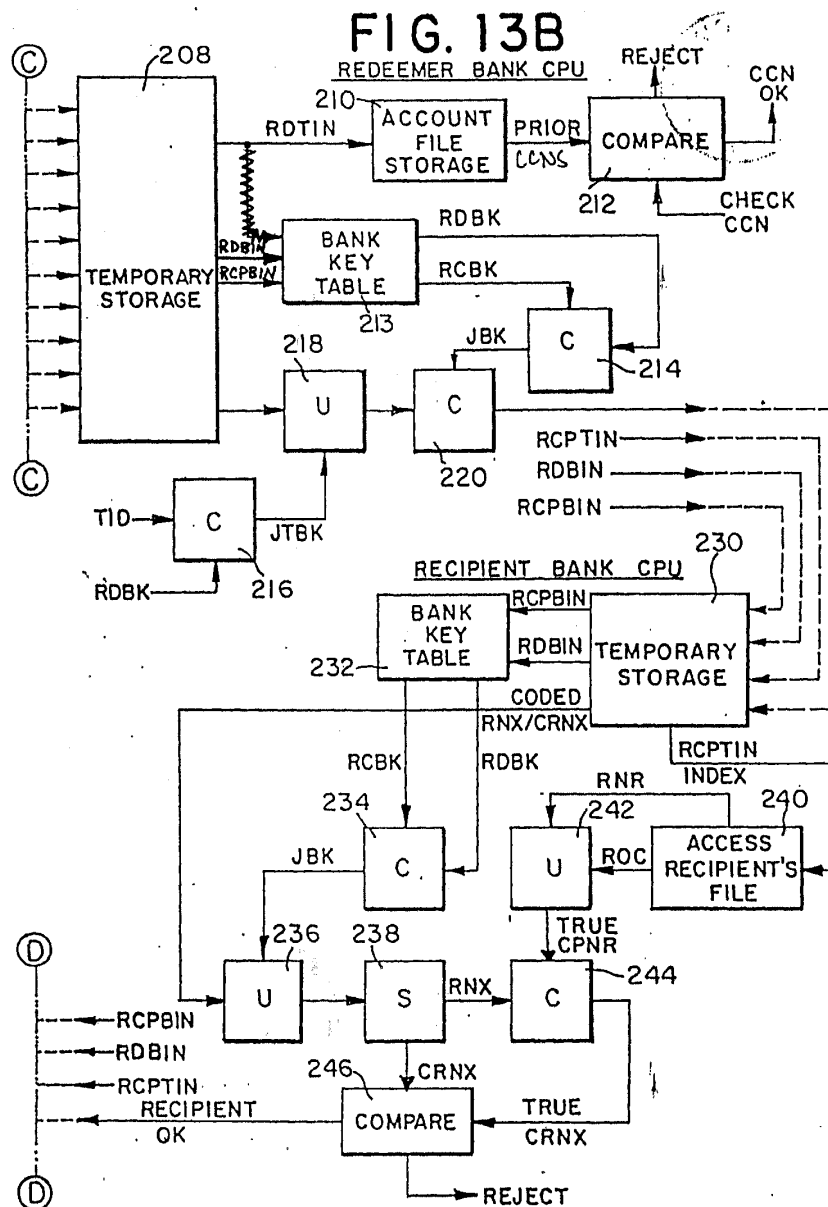 FIG. 13B
REDEEMER BANK CPU
C
208
REJECT
CCN
OK
210
RDTIN
ACCOUNT
FILE
STORAGE
PRIOR
CCNS
COMPARE
212
CHECK
CCN
RDBIN
RCPBIN
BANK
KEY
TABLE
213
RDBK
RCBK
TEMPORARY
STORAGE
218
JBK
C
214
U
C
220
RCPTIN
RDBIN
RCPBIN
C
TID
C
JTBK
RDBK
216
RECIPIENT BANK CPU
230
RCPBIN
BANK
KEY
TABLE
232
RDBIN
TEMPORARY
STORAGE
CODED
RNX/CRNX
RCPTIN
INDEX
RCBK
RDBK
RNR
234
242
240
JBK
C
U
ROC
ACCESS
RECIPIENT'S
FILE
TRUE
CPNR
D
236
238
244
U
S
RNX
C
RCPBIN
RDBIN
RCPTIN
CRNX
246
RECIPIENT
OK
COMPARE
TRUE
CRNX
D
REJECT